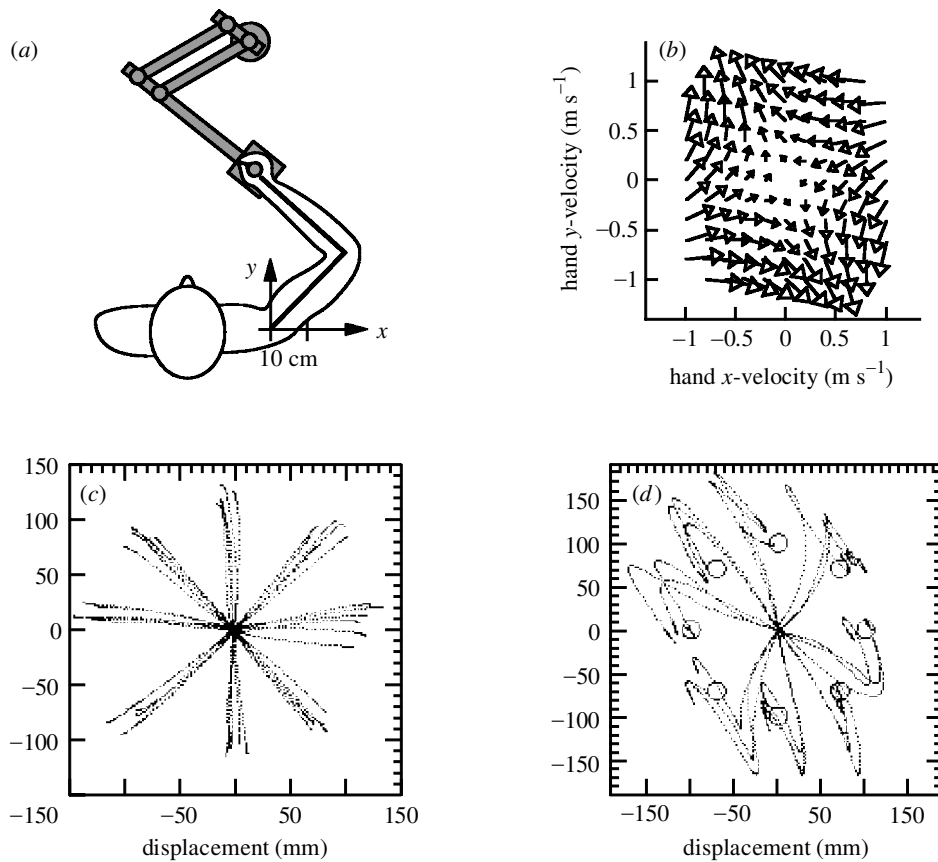 (a)
y
x
10 cm
(b)
hand y-velocity (m s−1)
1
0.5
0
−0.5
−1
−1 −0.5 0 0.5 1
hand x-velocity (m s−1)
(c)
150
100
50
0
−50
−100
−150 −50 50 150
displacement (mm)
(d)
150
100
50
0
−50
−100
−150
−150 −50 50 150
displacement (mm)